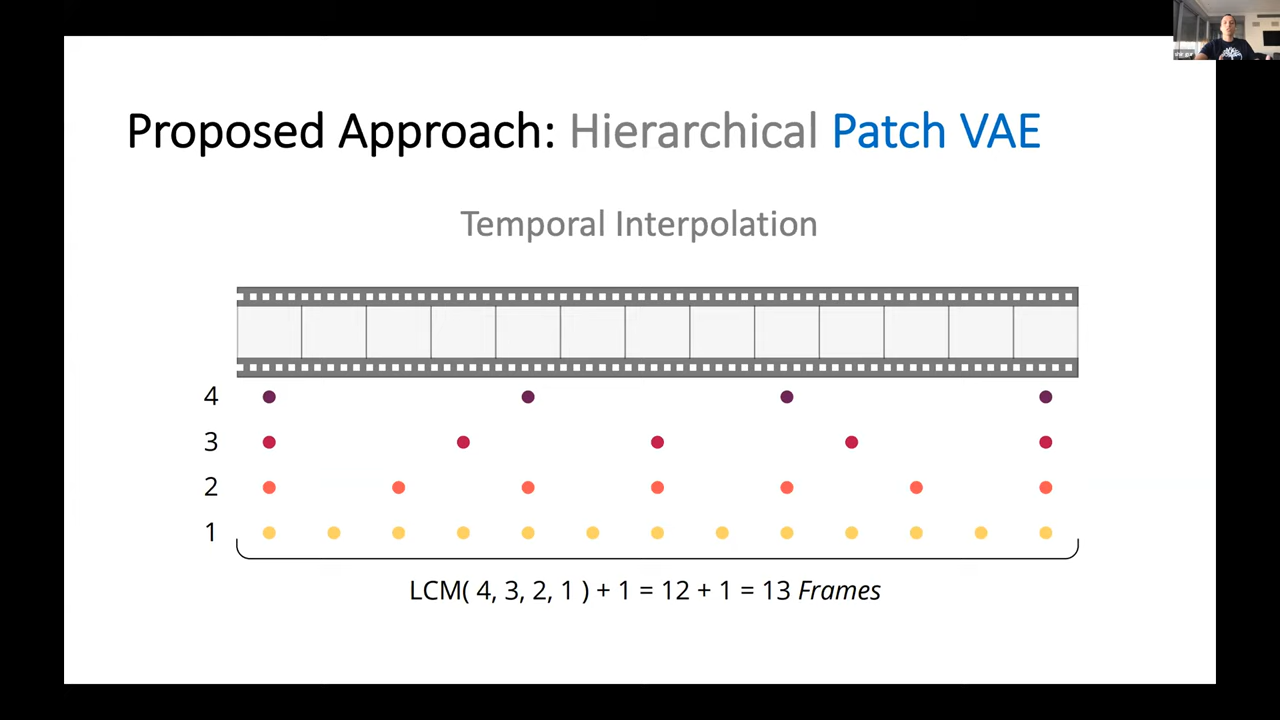 Proposed Approach: Hierarchical Patch VAE
Temporal Interpolation
4
3
2
1
LCM( 4, 3, 2, 1 ) + 1 = 12 + 1 = 13 Frames